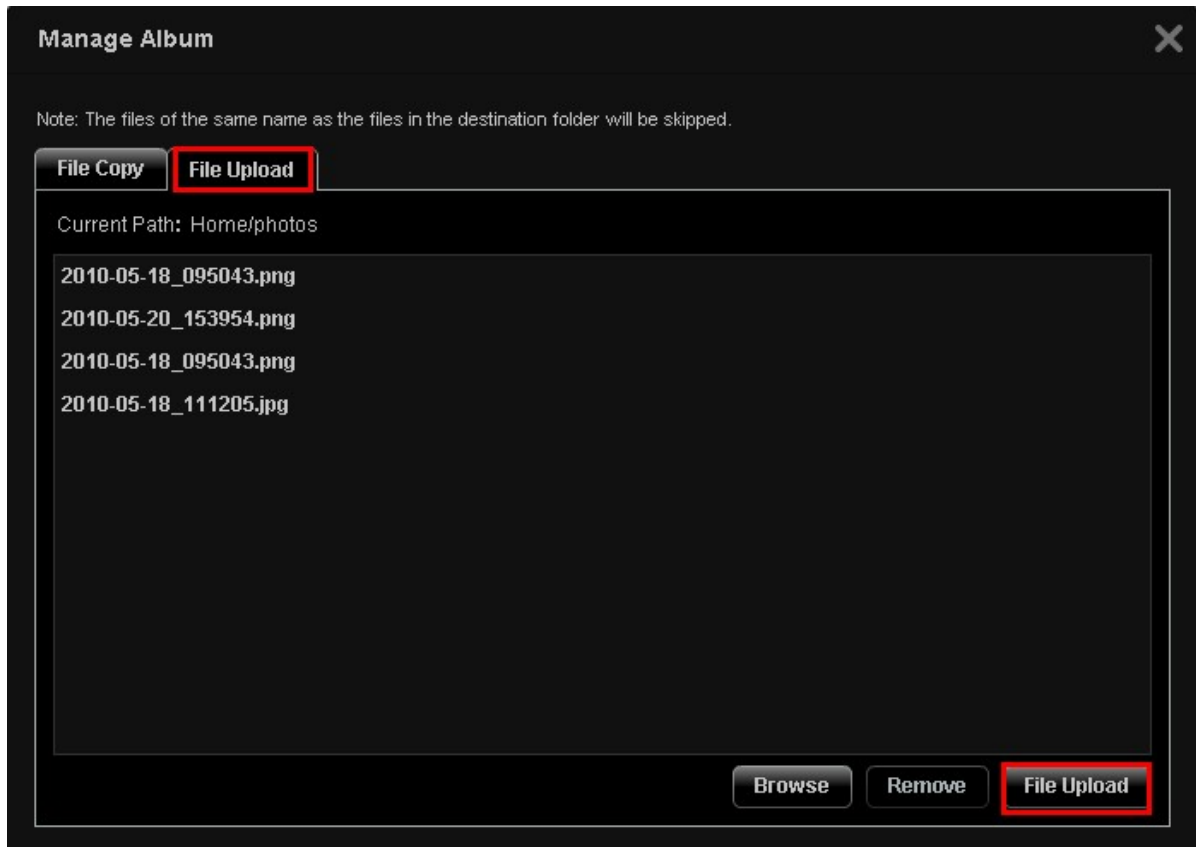 Manage Album
Note: The files of the same name as the files in the destination folder will be skipped.
File Copy File Upload
Current Path: Home/photos
2010-05-18_095043.png
2010-05-20_153954.png
2010-05-18_095043.png
2010-05-18_111205.jpg
Browse Remove File Upload